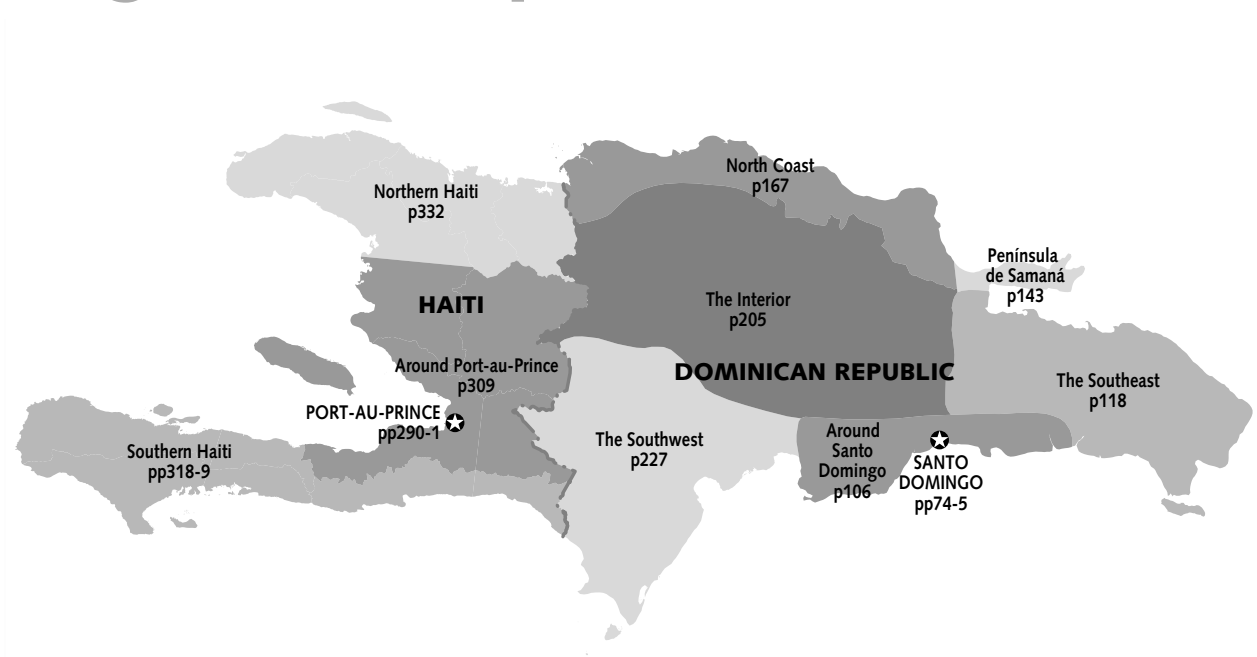 North Coast
p167
Northern Haiti
p332
Península
de Samaná
p143
HAITI
The Interior
p205
Around Port-au-Prince
p309
DOMINICAN REPUBLIC
The Southeast
p118
PORT-AU-PRINCE
pp290-1
Southern Haiti
pp318-9
The Southwest
p227
Around
Santo
Domingo
p106
SANTO
DOMINGO
pp74-5